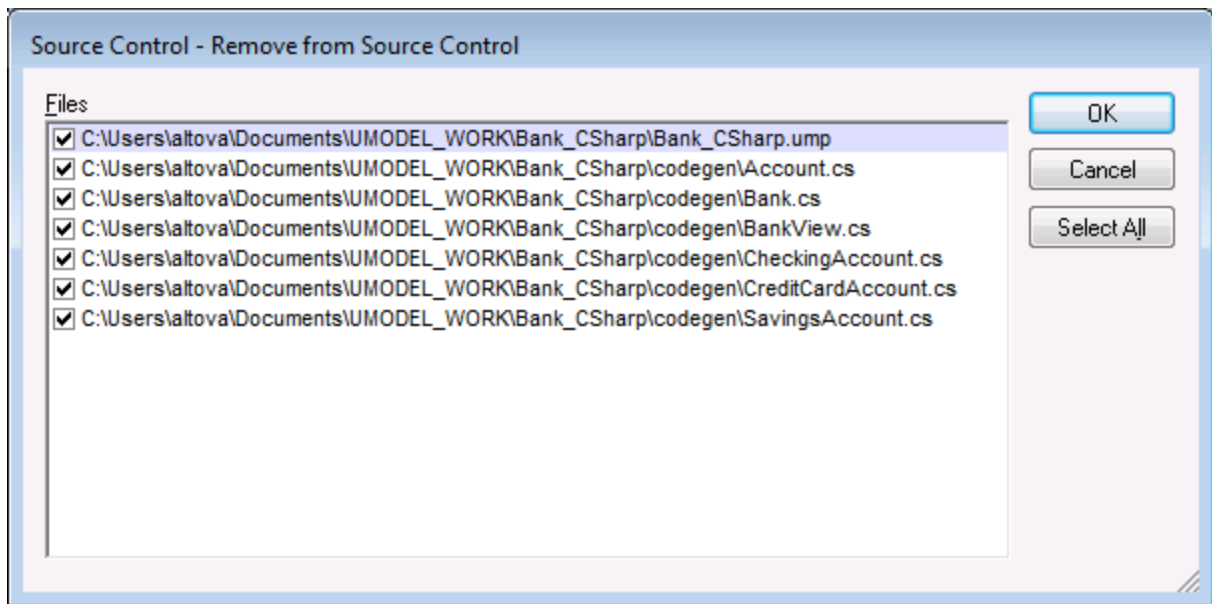 Source Control - Remove from Source Control
Files
C:\Users\altova\Documents\UMODEL_WORK\Bank_CSharp\Bank_CSharp.ump
C:\Users\altova\Documents\UMODEL_WORK\Bank_CSharp\codegen\Account.cs
C:\Users\altova\Documents\UMODEL_WORK\Bank_CSharp\codegen\Bank.cs
C:\Users\altova\Documents\UMODEL_WORK\Bank_CSharp\codegen\BankView.cs
C:\Users\altova\Documents\UMODEL_WORK\Bank_CSharp\codegen\CheckingAccount.cs
C:\Users\altova\Documents\UMODEL_WORK\Bank_CSharp\codegen\CreditCardAccount.cs
C:\Users\altova\Documents\UMODEL_WORK\Bank_CSharp\codegen\SavingsAccount.cs
OK
Cancel
Select All